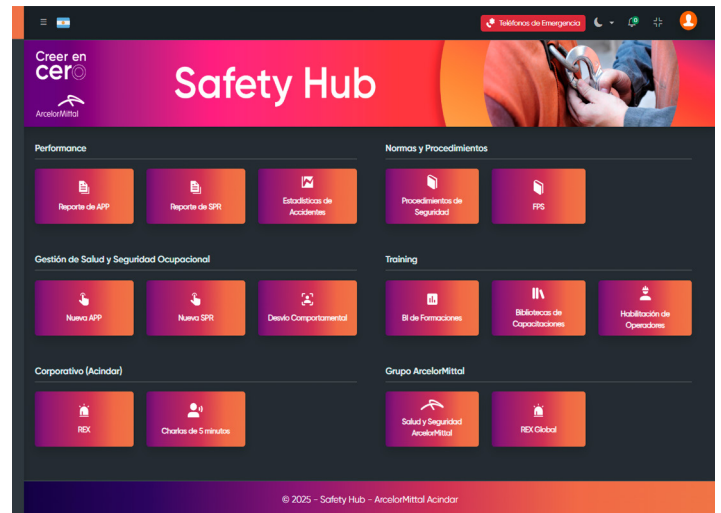 Teléfonos de Emergencia
Creer en
cero
ArcelorMittal
Safety Hub
Performance
Reporte de APP
Reporte de SPR
Estadísticas de
Accidentes
Normas y Procedimientos
Procedimientos de
Seguridad
FPS
Gestión de Salud y Seguridad Ocupacional
Nueva APP
Nueva SPR
Desvío Comportamental
Training
BI de Formaciones
Bibliotecas de
Capacitaciones
Habilitación de
Operadores
Corporativo (Acindar)
REX
Charlas de 5 minutos
Grupo ArcelorMittal
Salud y Seguridad
ArcelorMittal
REX Global
© 2025 - Safety Hub - ArcelorMittal Acindar